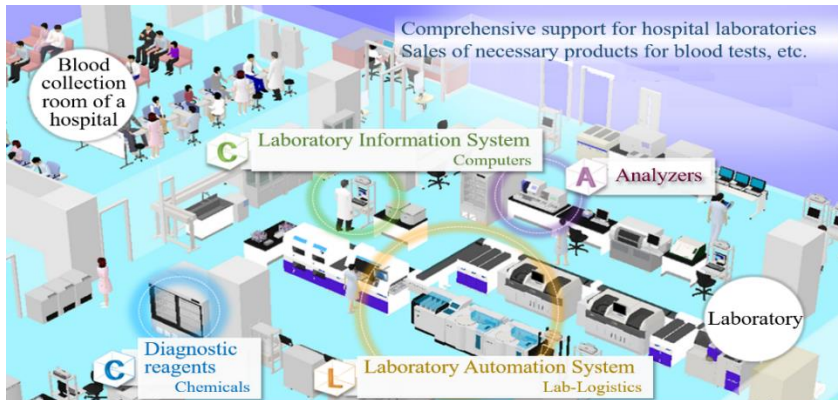 Comprehensive support for hospital laboratories
Sales of necessary products for blood tests, etc.
Blood
collection
room of a
hospital
C Laboratory Information System
Computers
A Analyzers
Laboratory
C Diagnostic
reagents
Chemicals
L Laboratory Automation System
Lab-Logistics